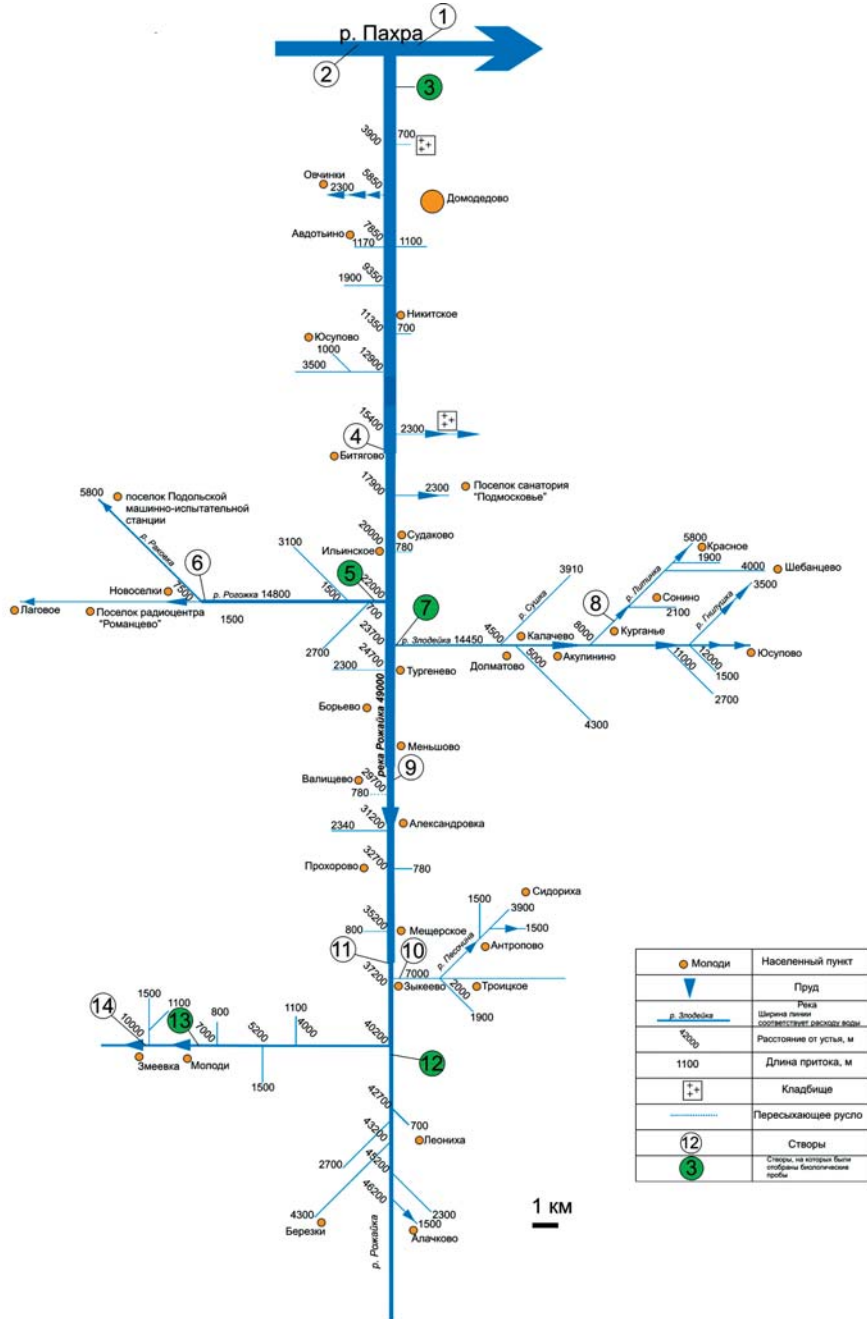 1
р. Пахра
2
3
3900
700
Овчинки
2300
5850
Домодедово
Авдотьино
7850
1170
1100
9350
1900
11350
Никитское
700
Юсупово
1000
12900
3500
15400
2300
4
Битягово
17900
2300
Поселок санатория
"Подмосковье"
5800
поселок Подольской
машинно-испытательной
станции
р. Раковка
20000
Судаково
780
Ильинское
3100
6
5
22000
Новоселки
7500
р. Рогожка 14800
1500
700
Лаговое
Поселок радиоцентра
"Романцево"
1500
2700
23700
7
р. Злодейка 14450
3910
р. Сушка
4500
Калачево
Долматово
5000
4300
Акулинино
8000
8
Курганье
р. Литинка
5800
Красное
1900
4000
Шебанцево
Сонино
2100
р. Гнилушка
3500
11000
12000
Юсупово
1500
2700
24700
2300
Тургенево
Борьево
река Рожайка 49000
Меньшово
9
Валищево
29700
780
31200
2340
Александровка
Прохорово
32700
780
35200
800
Мещерское
11
10
37200
7000
Зыкеево
р. Песочина
2000
Троицкое
1900
1500
3900
Сидориха
1500
Антропово
14
1500
1100
13
800
1100
10000
7000
5200
4000
40200
Змеевка
Молоди
1500
12
42700
700
43200
Леониха
2700
45200
4300
46200
2300
Березки
1500
Алачково
р. Рожайка
1 км
Молоди
Населенный пункт
Пруд
р. Злодейка
Река
Ширина линии
соответствует расходу воды
42000
Расстояние от устья, м
1100
Длина притока, м
Кладбище
Пересыхающее русло
12
Створы
3
Створы, на которых были
отобраны биологические
пробы